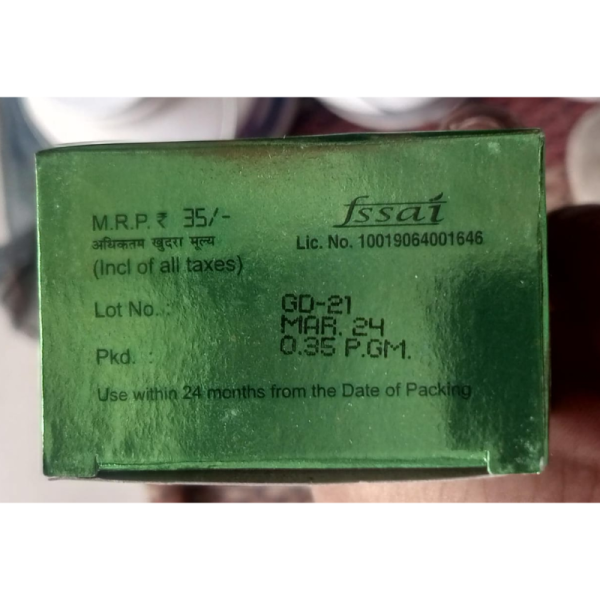 M.R.P. ₹ 35/-
अधिकतम खुदरा मूल्य
(Incl of all taxes)
fssai
Lic. No. 10019064001646
Lot No. : GD-21
MAR. 24
Pkd. : 0.35 P.GM.
Use within 24 months from the Date of Packing